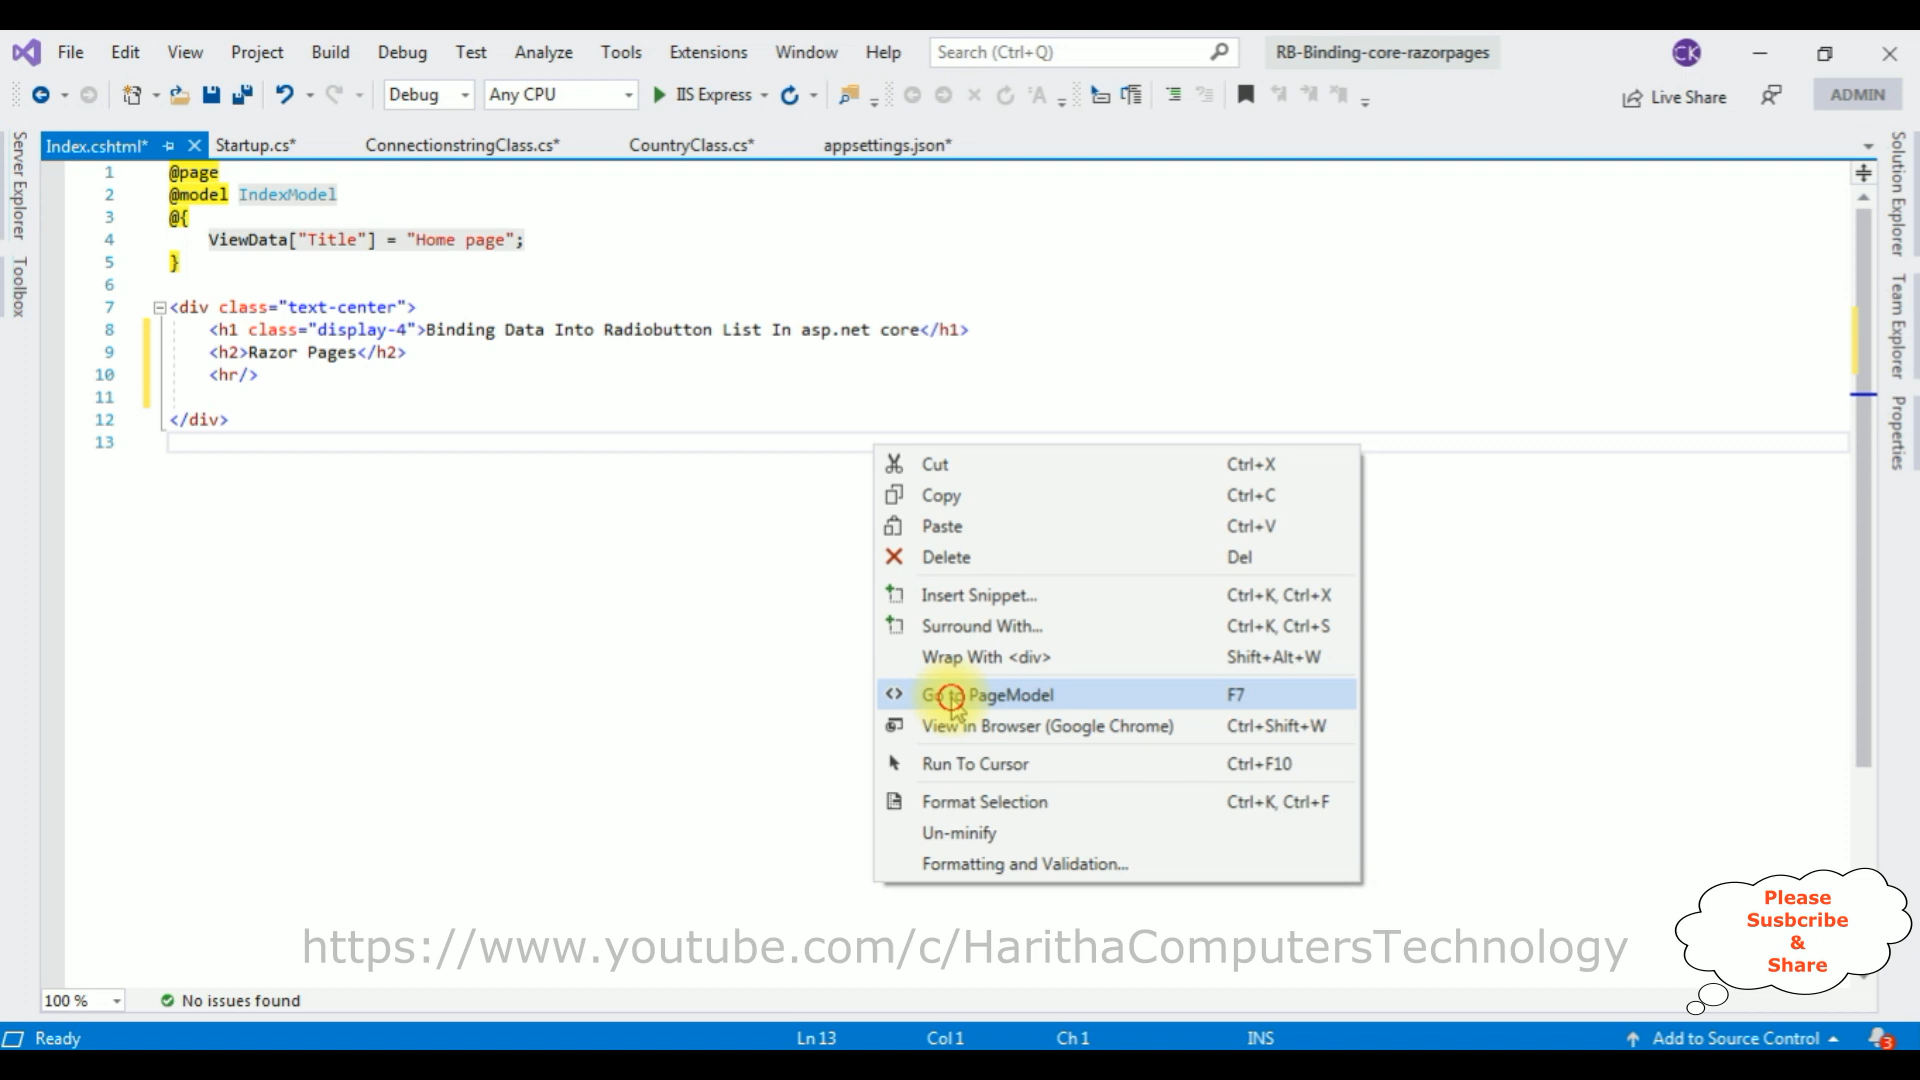 File Edit View Project Build Debug Test Analyze Tools Extensions Window Help Search (Ctrl+Q) RB-Binding-core-razorpages CK
Debug Any CPU IIS Express Live Share ADMIN
Index.cshtml* Startup.cs* ConnectionstringClass.cs* CountryClass.cs* appsettings.json*
Server Explorer
Toolbox
Solution Explorer
Team Explorer
Properties
1 @page
2 @model IndexModel
3 @{
4 ViewData["Title"] = "Home page";
5 }
6
7 <div class="text-center">
8 <h1 class="display-4">Binding Data Into Radiobutton List In asp.net core</h1>
9 <h2>Razor Pages</h2>
10 <hr/>
11
12 </div>
13
Cut Ctrl+X
Copy Ctrl+C
Paste Ctrl+V
Delete Del
Insert Snippet... Ctrl+K, Ctrl+X
Surround With... Ctrl+K, Ctrl+S
Wrap With <div> Shift+Alt+W
Go to PageModel F7
View in Browser (Google Chrome) Ctrl+Shift+W
Run To Cursor Ctrl+F10
Format Selection Ctrl+K, Ctrl+F
Un-minify
Formatting and Validation...
https://www.youtube.com/c/HarithaComputersTechnology
Please
Susbcribe
&
Share
100 % No issues found
Ready Ln 13 Col 1 Ch 1 INS Add to Source Control 3